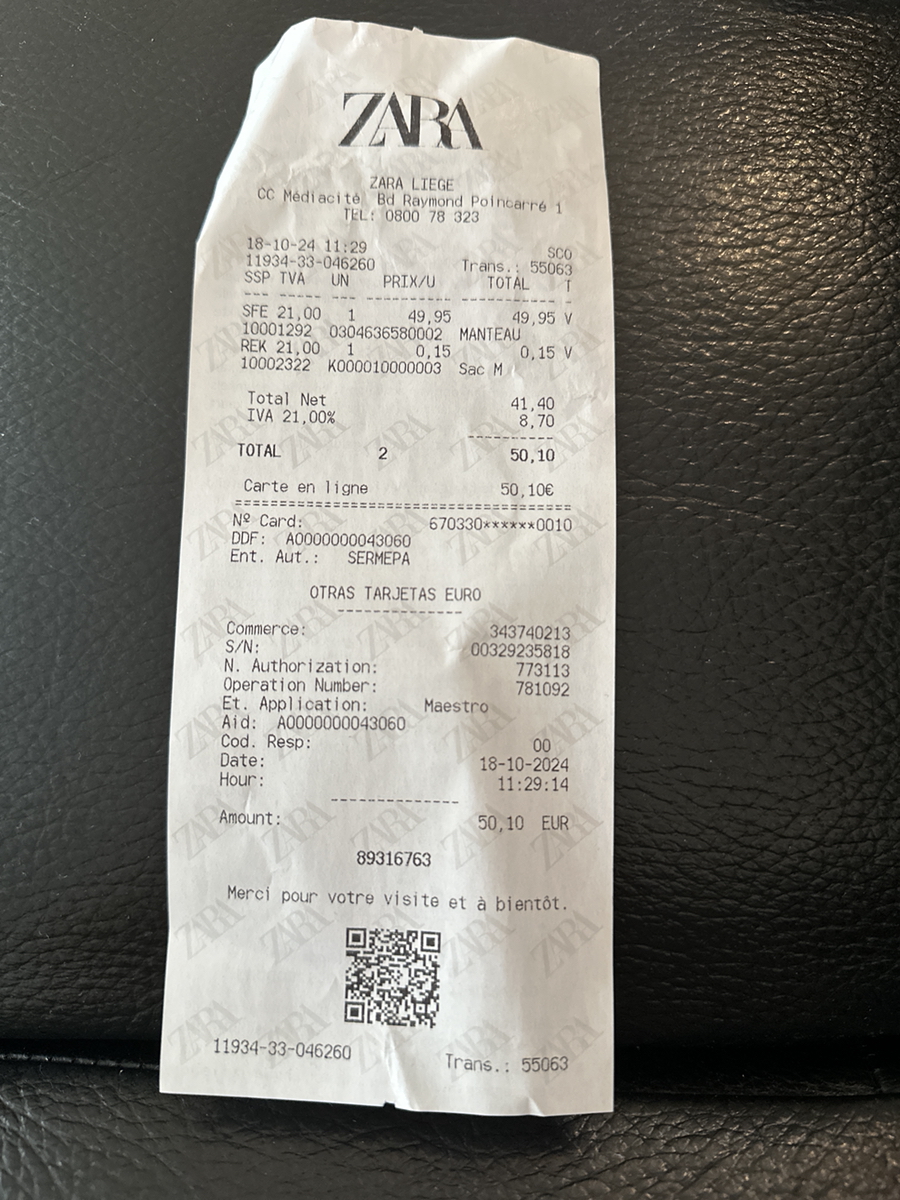 ZARA
ZARA LIEGE
CC Médiacité Bd Raymond Poincarré 1
TEL: 0800 78 323
18-10-24 11:29 SCO
11934-33-046260 Trans.: 55063
SSP TVA UN PRIX/U TOTAL T
SFE 21,00 1 49,95 49,95 V
10001292 0304636580002 MANTEAU
REK 21,00 1 0,15 0,15 V
10002322 K000010000003 Sac M
Total Net 41,40
IVA 21,00% 8,70
TOTAL 2 50,10
Carte en ligne 50,10€
Nº Card: 670330******0010
DDF: A0000000043060
Ent. Aut.: SERMEPA
OTRAS TARJETAS EURO
Commerce: 343740213
S/N: 00329235818
N. Authorization: 773113
Operation Number: 781092
Et. Application: Maestro
Aid: A0000000043060
Cod. Resp: 00
Date: 18-10-2024
Hour: 11:29:14
Amount: 50,10 EUR
89316763
Merci pour votre visite et à bientôt.
11934-33-046260 Trans.: 55063